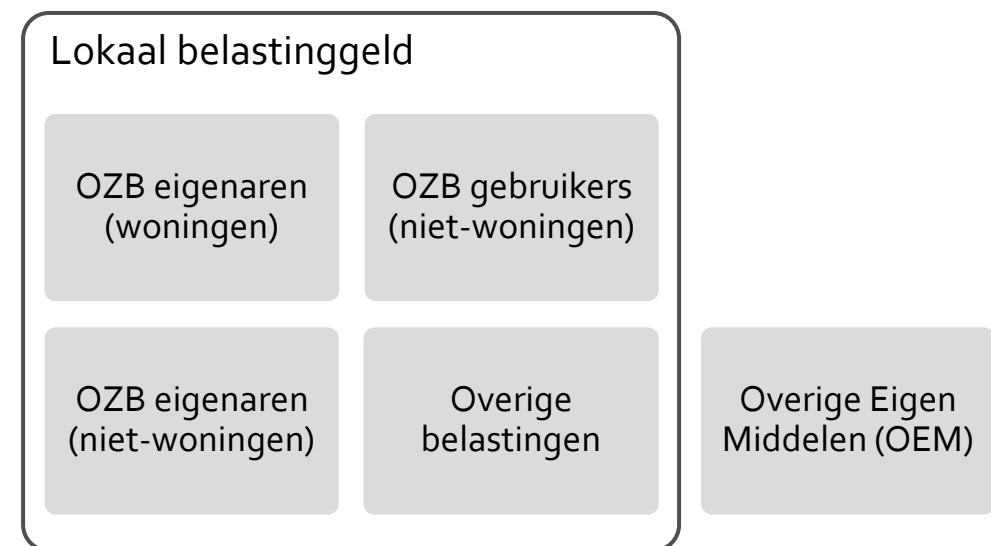 Lokaal belastinggeld
OZB eigenaren
(woningen)
OZB gebruikers
(niet-woningen)
OZB eigenaren
(niet-woningen)
Overige
belastingen
Overige Eigen
Middelen (OEM)